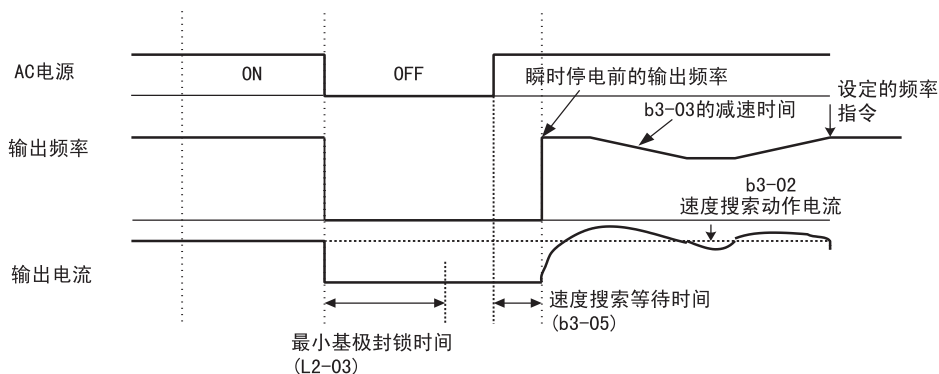 AC电源
ON
OFF
瞬时停电前的输出频率
设定的频率
指令
b3-03的减速时间
输出频率
b3-02
速度搜索动作电流
输出电流
速度搜索等待时间
(b3-05)
最小基极封锁时间
(L2-03)